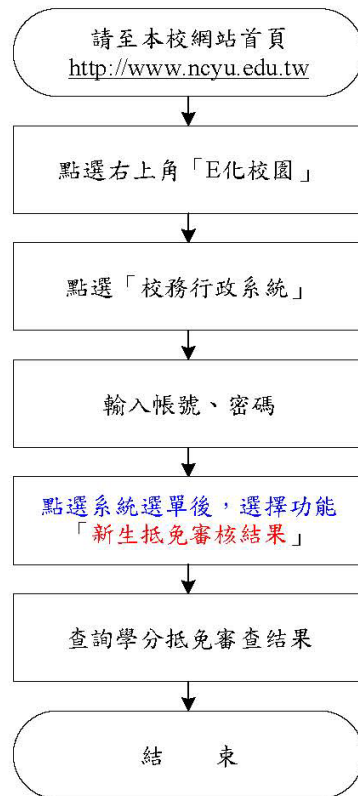 請至本校網站首頁
http://www.ncyu.edu.tw
點選右上角「E化校園」
點選「校務行政系統」
輸入帳號、密碼
點選系統選單後，選擇功能
「新生抵免審核結果」
查詢學分抵免審查结果
結　　束